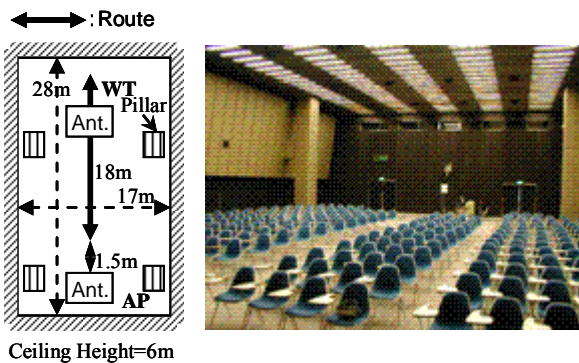 : Route
28m
WT
Pillar
Ant.
18m
17m
1.5m
Ant.
AP
Ceiling Height=6m